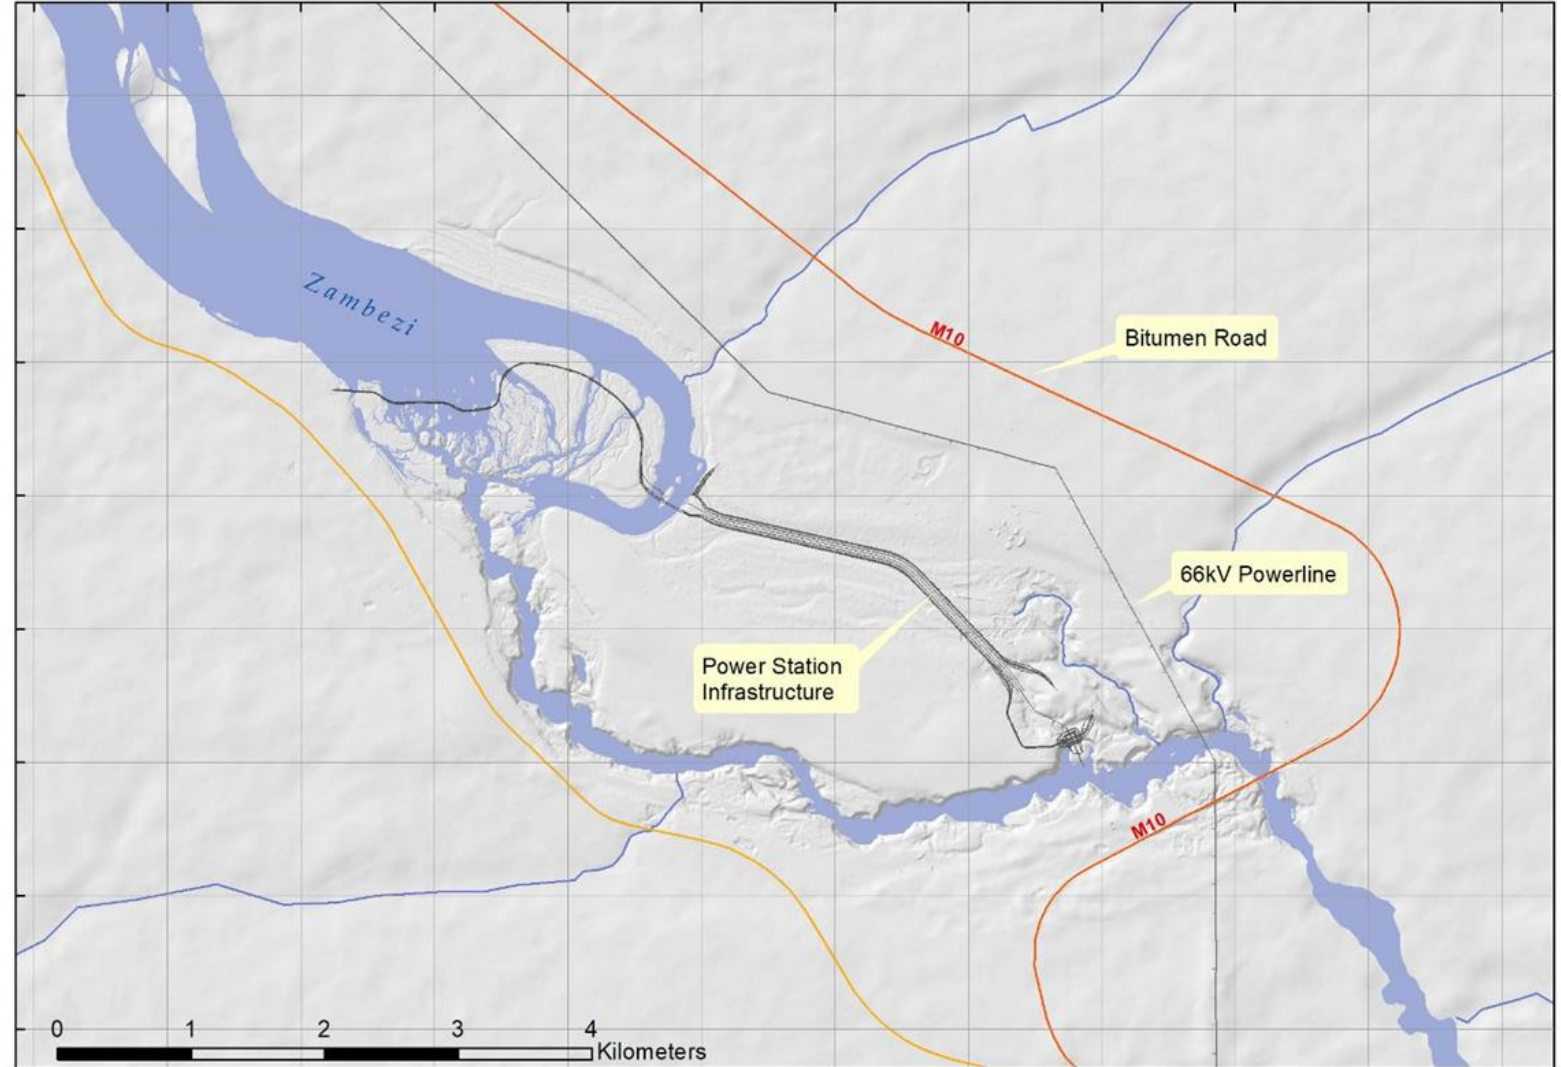 Zambezi
M10
Bitumen Road
66kV Powerline
Power Station
Infrastructure
M10
0 1 2 3 4
Kilometers